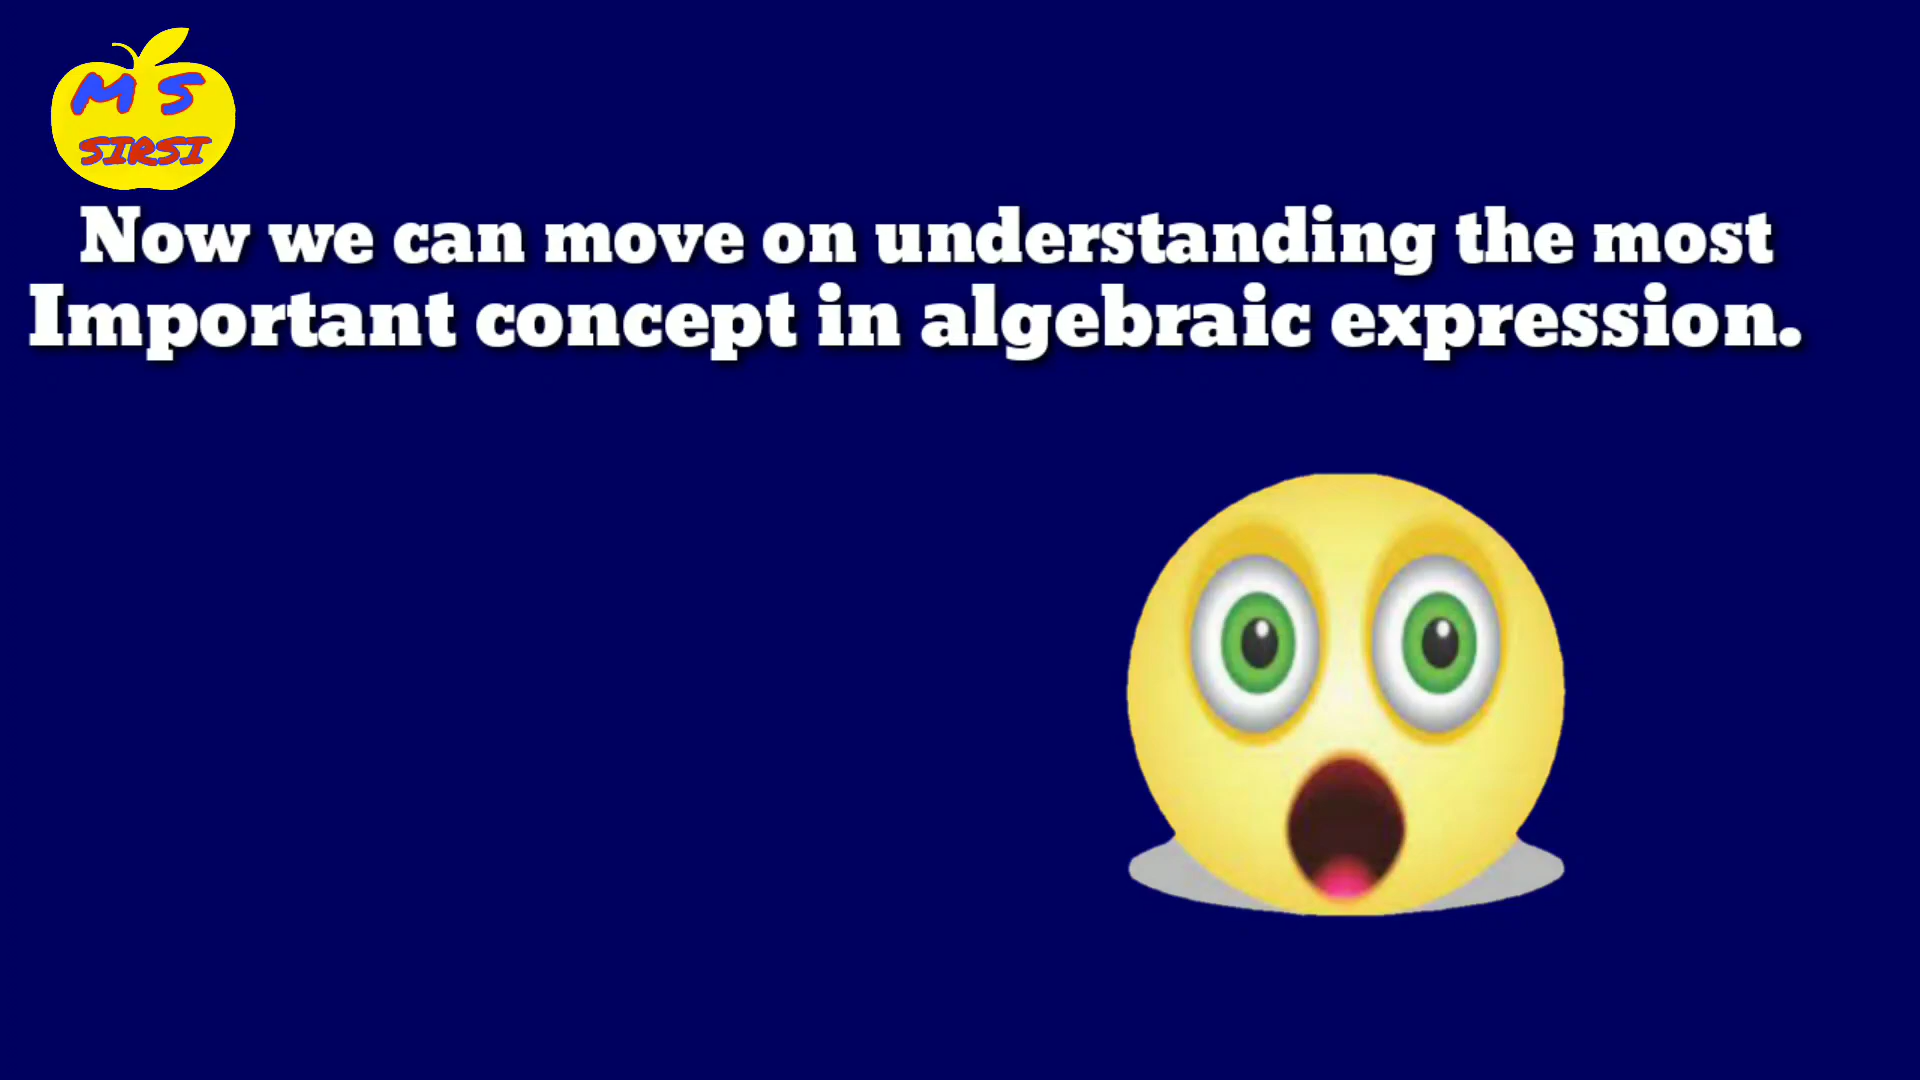 M S
SIRSI
Now we can move on understanding the most
Important concept in algebraic expression.